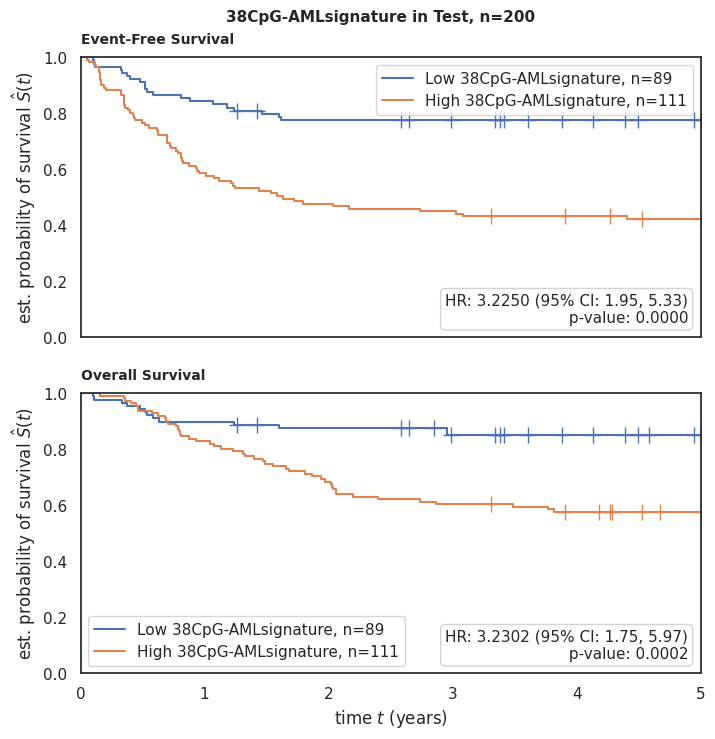 38CpG-AMLsignature in Test, n=200
Event-Free Survival
est. probability of survival Ŝ(t)
1.0
0.8
0.6
0.4
0.2
0.0
Low 38CpG-AMLsignature, n=89
High 38CpG-AMLsignature, n=111
HR: 3.2250 (95% CI: 1.95, 5.33)
p-value: 0.0000
Overall Survival
est. probability of survival Ŝ(t)
1.0
0.8
0.6
0.4
0.2
0.0
Low 38CpG-AMLsignature, n=89
High 38CpG-AMLsignature, n=111
HR: 3.2302 (95% CI: 1.75, 5.97)
p-value: 0.0002
0 1 2 3 4 5
time t (years)